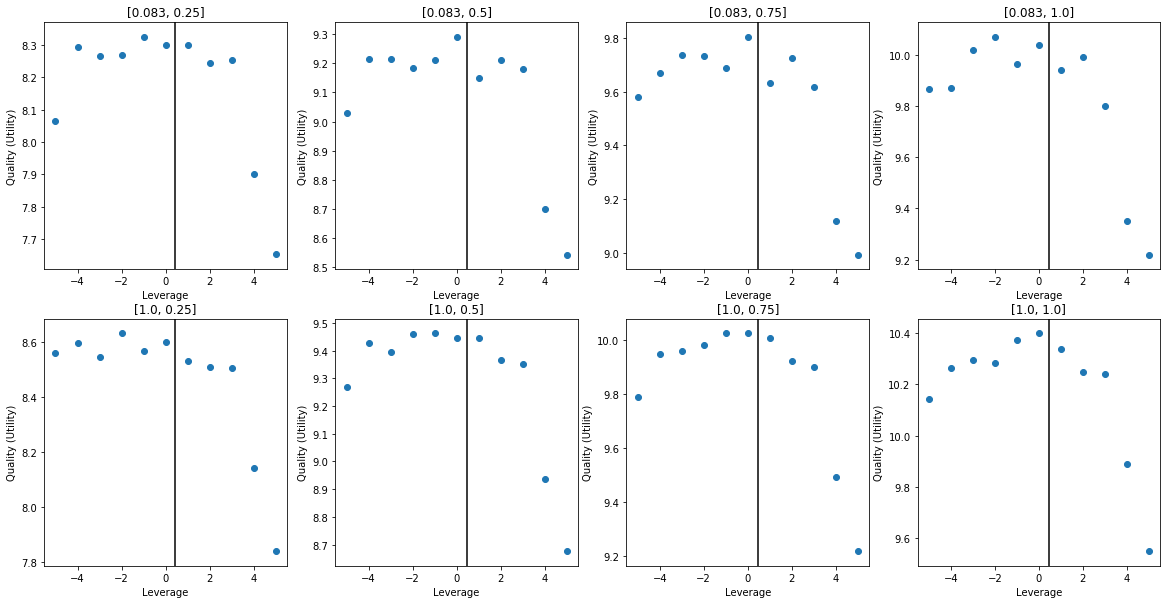 [0.083, 0.25]
Quality (Utility)
8.3
8.2
8.1
8.0
7.9
7.8
7.7
−4 −2 0 2 4
Leverage
[0.083, 0.5]
Quality (Utility)
9.3
9.2
9.1
9.0
8.9
8.8
8.7
8.6
8.5
−4 −2 0 2 4
Leverage
[0.083, 0.75]
Quality (Utility)
9.8
9.6
9.4
9.2
9.0
−4 −2 0 2 4
Leverage
[0.083, 1.0]
Quality (Utility)
10.0
9.8
9.6
9.4
9.2
−4 −2 0 2 4
Leverage
[1.0, 0.25]
Quality (Utility)
8.6
8.4
8.2
8.0
7.8
−4 −2 0 2 4
Leverage
[1.0, 0.5]
Quality (Utility)
9.5
9.4
9.3
9.2
9.1
9.0
8.9
8.8
8.7
−4 −2 0 2 4
Leverage
[1.0, 0.75]
Quality (Utility)
10.0
9.8
9.6
9.4
9.2
−4 −2 0 2 4
Leverage
[1.0, 1.0]
Quality (Utility)
10.4
10.2
10.0
9.8
9.6
−4 −2 0 2 4
Leverage